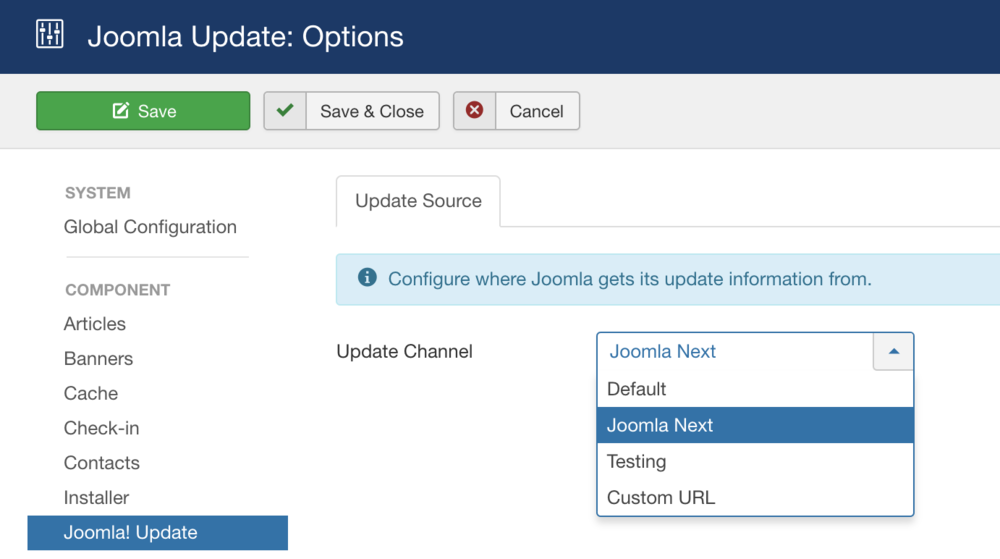 Joomla Update: Options
Save
Save & Close
Cancel
SYSTEM
Global Configuration
COMPONENT
Articles
Banners
Cache
Check-in
Contacts
Installer
Joomla! Update
Update Source
Configure where Joomla gets its update information from.
Update Channel
Joomla Next
Default
Joomla Next
Testing
Custom URL